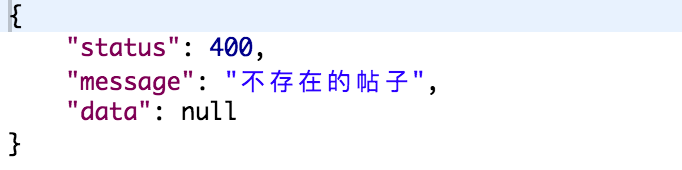 {
    "status": 400,
    "message": "不存在的帖子",
    "data": null
}